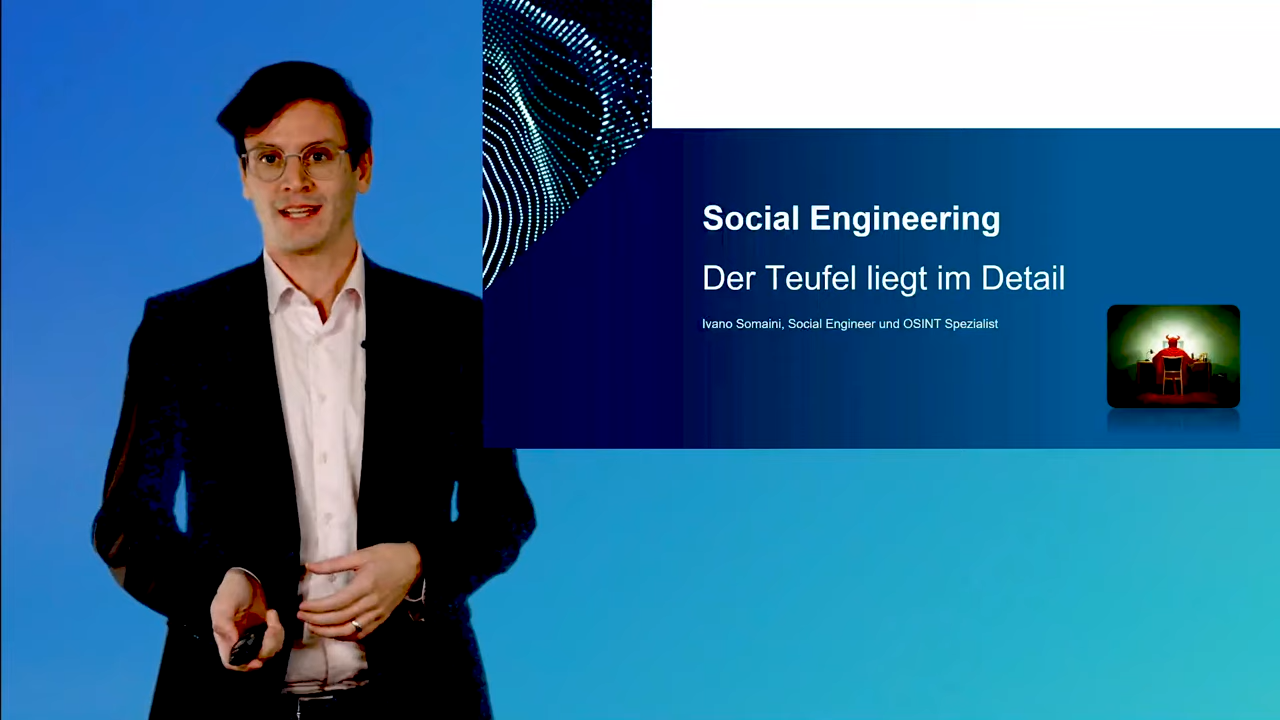 Social Engineering
Der Teufel liegt im Detail
Ivano Somaini, Social Engineer und OSINT Spezialist